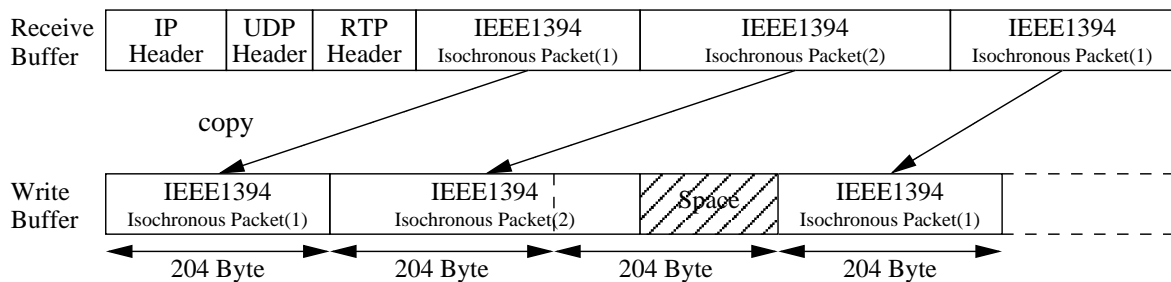 Receive
Buffer
IP
Header
UDP
Header
RTP
Header
IEEE1394
Isochronous Packet(1)
IEEE1394
Isochronous Packet(2)
IEEE1394
Isochronous Packet(1)
copy
Write
Buffer
IEEE1394
Isochronous Packet(1)
IEEE1394
Isochronous Packet(2)
Space
IEEE1394
Isochronous Packet(1)
204 Byte
204 Byte
204 Byte
204 Byte